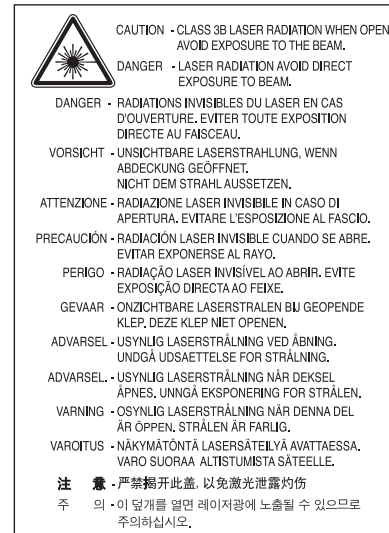 CAUTION - CLASS 3B LASER RADIATION WHEN OPEN
AVOID EXPOSURE TO THE BEAM.
DANGER - LASER RADIATION AVOID DIRECT
EXPOSURE TO BEAM.
DANGER - RADIATIONS INVISIBLES DU LASER EN CAS
D'OUVERTURE. EVITER TOUTE EXPOSITION
DIRECTE AU FAISCEAU.
VORSICHT - UNSICHTBARE LASERSTRAHLUNG, WENN
ABDECKUNG GEÖFFNET.
NICHT DEM STRAHL AUSSETZEN.
ATTENZIONE - RADIAZIONE LASER INVISIBILE IN CASO DI
APERTURA. EVITARE L'ESPOSIZIONE AL FASCIO.
PRECAUCIÓN - RADIACIÓN LASER INVISIBLE CUANDO SE ABRE.
EVITAR EXPONERSE AL RAYO.
PERIGO - RADIAÇÃO LASER INVISÍVEL AO ABRIR. EVITE
EXPOSIÇÃO DIRECTA AO FEIXE.
GEVAAR - ONZICHTBARE LASERSTRALEN BIJ GEOPENDE
KLEP. DEZE KLEP NIET OPENEN.
ADVARSEL - USYNLIG LASERSTRÅLNING VED ÅBNING.
UNDGÅ UDSAETTELSE FOR STRÅLNING.
ADVARSEL. - USYNLIG LASERSTRÅLNING NÅR DEKSEL
ÅPNES. UNNGÅ EKSPONERING FOR STRÅLEN.
VARNING - OSYNLIG LASERSTRÅLNING NÄR DENNA DEL
ÄR ÖPPEN. STRÅLEN ÄR FARLIG.
VAROITUS - NÄKYMÄTÖNTÄ LASERSÄTEILYÄ AVATTAESSA.
VARO SUORAA ALTISTUMISTA SÄTEELLE.
注 意 - 严禁揭开此盖, 以免激光泄露灼伤
주 의 - 이 덮개를 열면 레이저광에 노출될 수 있으므로
주의하십시오.